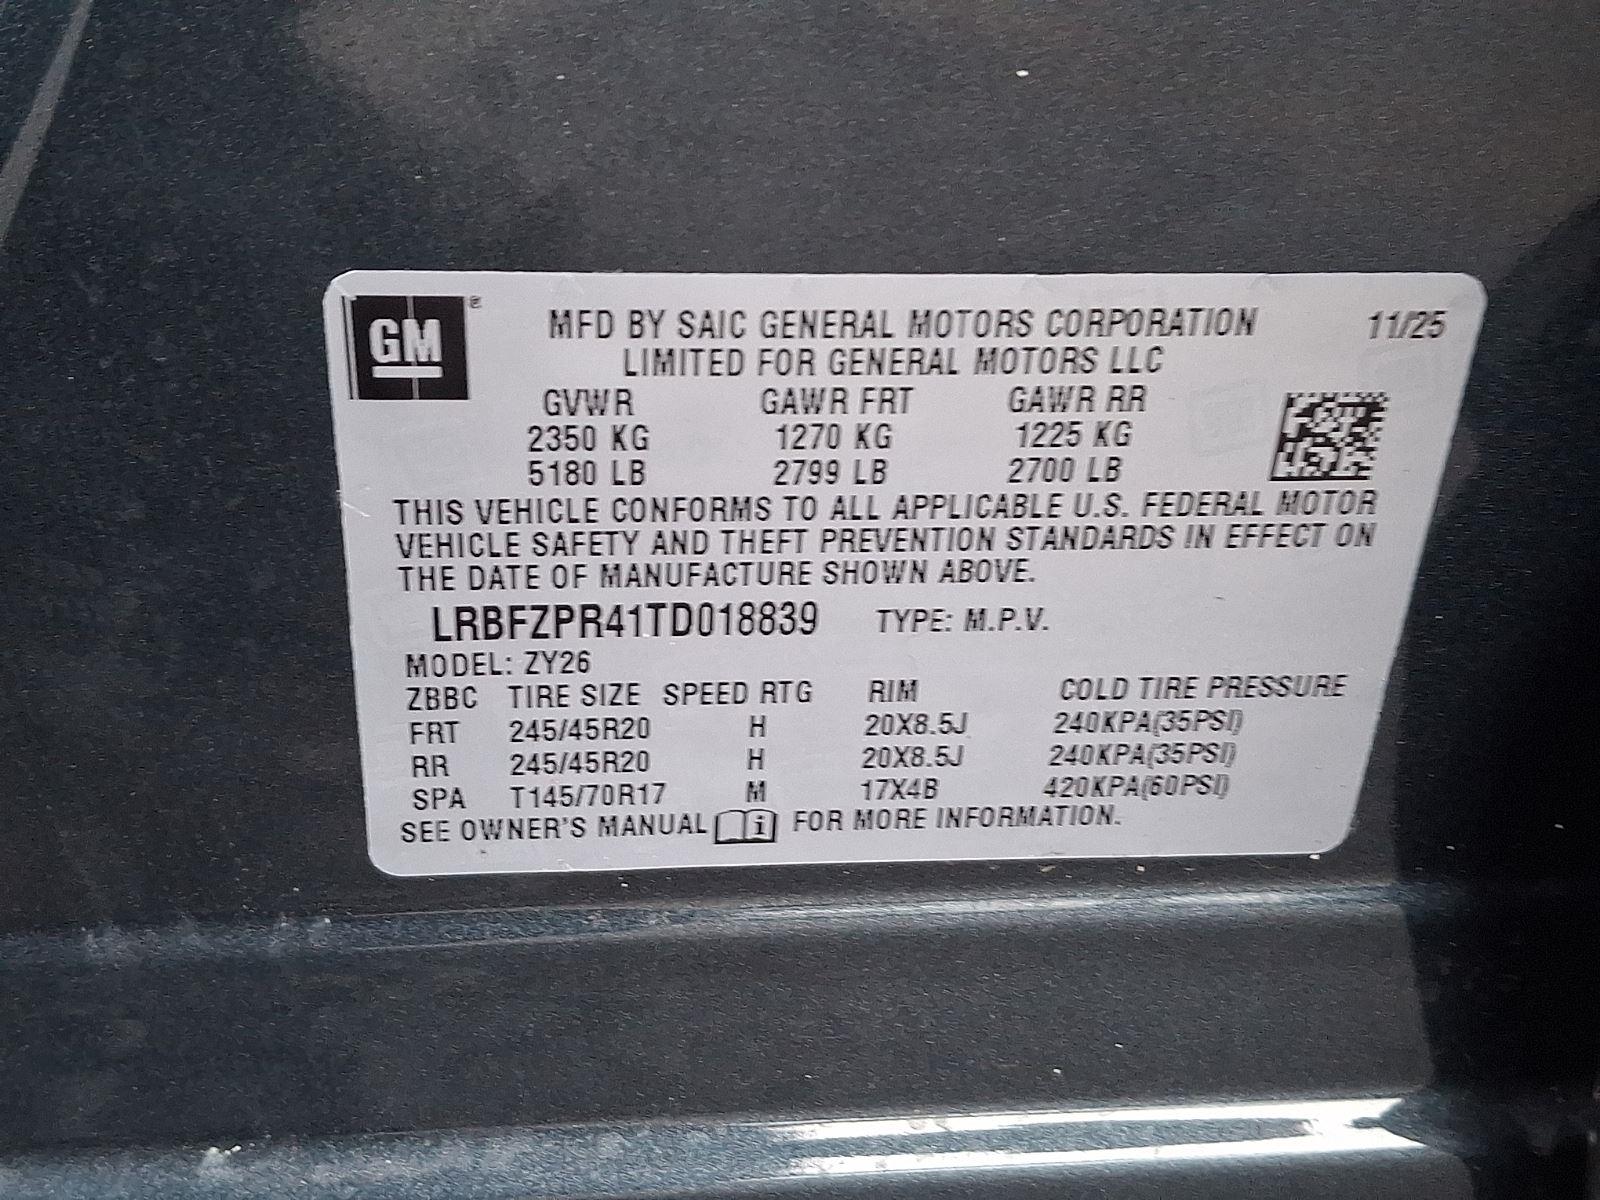 GM ®
MFD BY SAIC GENERAL MOTORS CORPORATION 11/25
LIMITED FOR GENERAL MOTORS LLC
GVWR GAWR FRT GAWR RR
2350 KG 1270 KG 1225 KG
5180 LB 2799 LB 2700 LB
THIS VEHICLE CONFORMS TO ALL APPLICABLE U.S. FEDERAL MOTOR
VEHICLE SAFETY AND THEFT PREVENTION STANDARDS IN EFFECT ON
THE DATE OF MANUFACTURE SHOWN ABOVE.
LRBFZPR41TD018839 TYPE: M.P.V.
MODEL: ZY26
ZBBC TIRE SIZE SPEED RTG RIM COLD TIRE PRESSURE
FRT 245/45R20 H 20X8.5J 240KPA(35PSI)
RR 245/45R20 H 20X8.5J 240KPA(35PSI)
SPA T145/70R17 M 17X4B 420KPA(60PSI)
SEE OWNER'S MANUAL i FOR MORE INFORMATION.